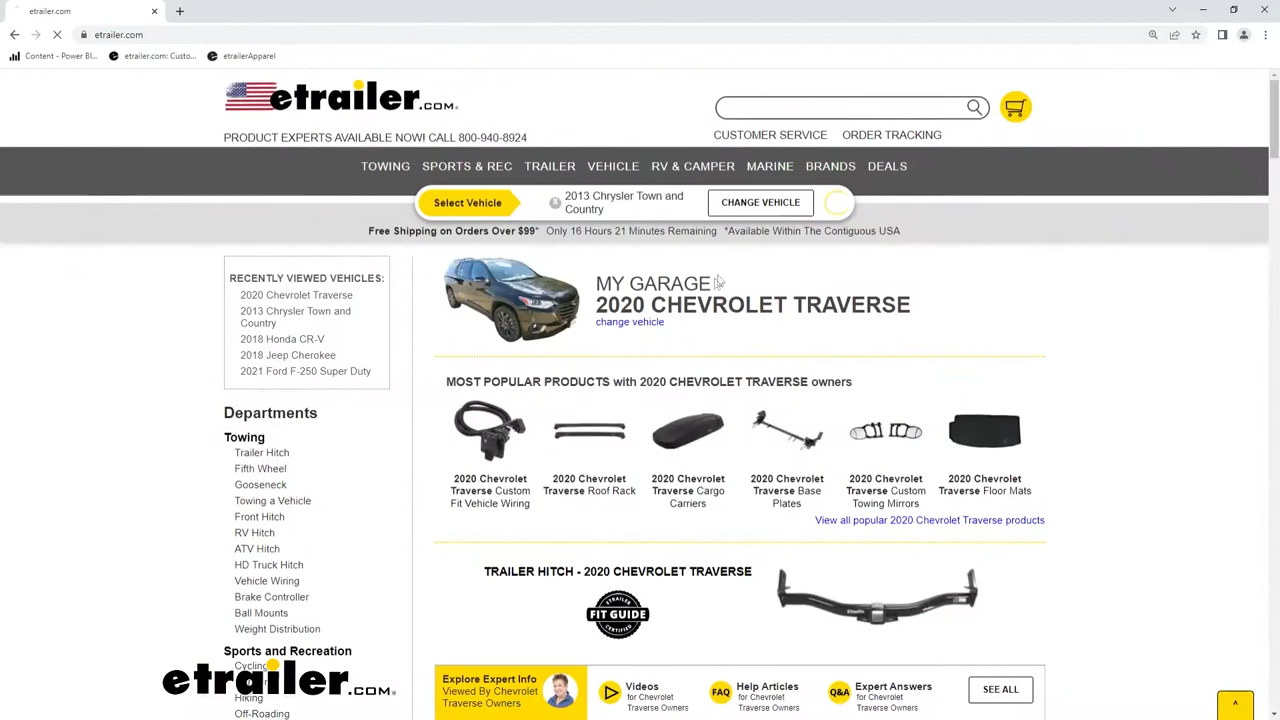 etrailer.com
etrailer.com
Content - Power BI...
etrailer.com: Custo...
etrailerApparel
etrailer.com
PRODUCT EXPERTS AVAILABLE NOW! CALL 800-940-8924
CUSTOMER SERVICE ORDER TRACKING
TOWING SPORTS & REC TRAILER VEHICLE RV & CAMPER MARINE BRANDS DEALS
Select Vehicle
X
2013 Chrysler Town and
Country
CHANGE VEHICLE
Free Shipping on Orders Over $99* Only 16 Hours 21 Minutes Remaining *Available Within The Contiguous USA
RECENTLY VIEWED VEHICLES:
2020 Chevrolet Traverse
2013 Chrysler Town and
Country
2018 Honda CR-V
2018 Jeep Cherokee
2021 Ford F-250 Super Duty
Departments
Towing
Trailer Hitch
Fifth Wheel
Gooseneck
Towing a Vehicle
Front Hitch
RV Hitch
ATV Hitch
HD Truck Hitch
Vehicle Wiring
Brake Controller
Ball Mounts
Weight Distribution
Sports and Recreation
Cycling
Hiking
Off-Roading
etrailer.com
MY GARAGE
2020 CHEVROLET TRAVERSE
change vehicle
MOST POPULAR PRODUCTS with 2020 CHEVROLET TRAVERSE owners
2020 Chevrolet
Traverse Custom
Fit Vehicle Wiring
2020 Chevrolet
Traverse Roof Rack
2020 Chevrolet
Traverse Cargo
Carriers
2020 Chevrolet
Traverse Base
Plates
2020 Chevrolet
Traverse Custom
Towing Mirrors
2020 Chevrolet
Traverse Floor Mats
View all popular 2020 Chevrolet Traverse products
TRAILER HITCH - 2020 CHEVROLET TRAVERSE
ETRAILER
FIT GUIDE
CERTIFIED
Explore Expert Info
Viewed By Chevrolet
Traverse Owners
Videos
for Chevrolet
Traverse Owners
FAQ
Help Articles
for Chevrolet
Traverse Owners
Q&A
Expert Answers
for Chevrolet
Traverse Owners
SEE ALL
^